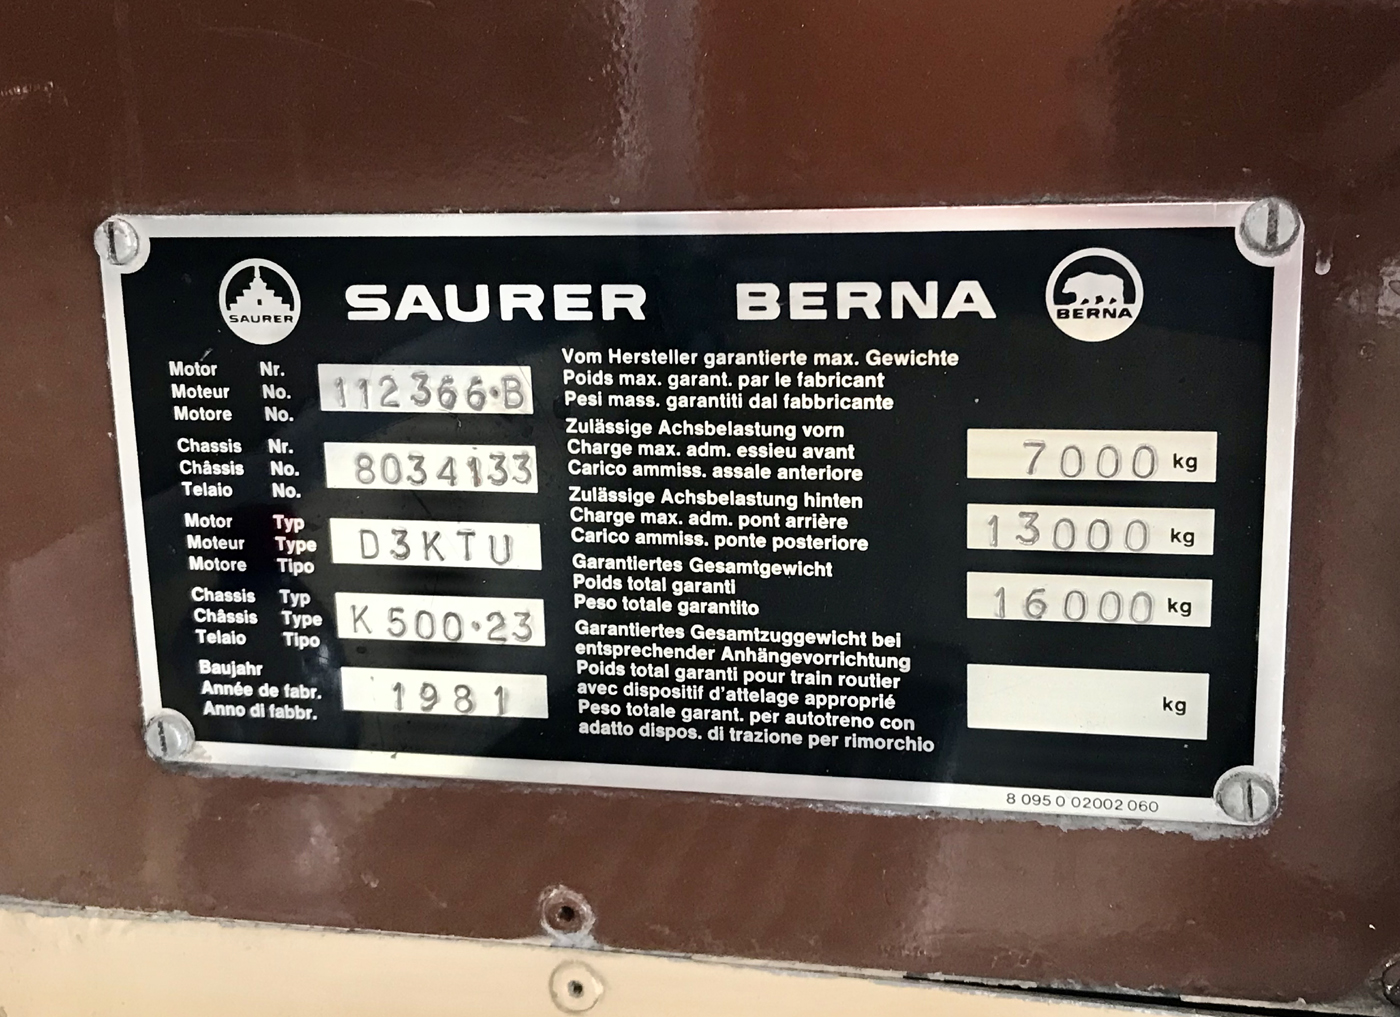 SAURER
SAURER BERNA
BERNA
Motor Nr.
Moteur No.
Motore No.
112366·B
Chassis Nr.
Châssis No.
Telaio No.
8034133
Motor Typ
Moteur Type
Motore Tipo
D3KTU
Chassis Typ
Châssis Type
Telaio Tipo
K 500·23
Baujahr
Année de fabr.
Anno di fabbr.
1981
Vom Hersteller garantierte max. Gewichte
Poids max. garant. par le fabricant
Pesi mass. garantiti dal fabbricante
Zulässige Achsbelastung vorn
Charge max. adm. essieu avant
Carico ammiss. assale anteriore
7000 kg
Zulässige Achsbelastung hinten
Charge max. adm. pont arrière
Carico ammiss. ponte posteriore
13000 kg
Garantiertes Gesamtgewicht
Poids total garanti
Peso totale garantito
16000 kg
Garantiertes Gesamtzuggewicht bei
entsprechender Anhängevorrichtung
Poids total garanti pour train routier
avec dispositif d'attelage approprié
Peso totale garant. per autotreno con
adatto dispos. di trazione per rimorchio
kg
8 095 0 02002 060